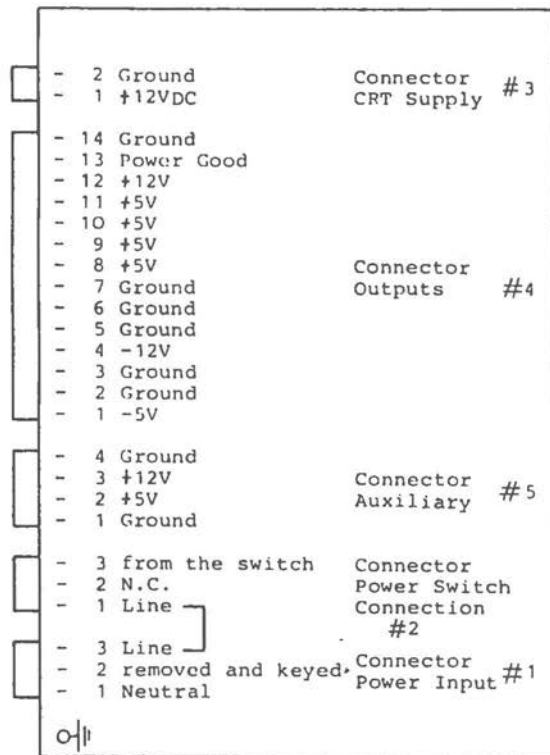 - 2 Ground Connector #3
- 1 +12VDC CRT Supply
- 14 Ground
- 13 Power Good
- 12 +12V
- 11 +5V
- 10 +5V
- 9 +5V
- 8 +5V Connector
- 7 Ground Outputs #4
- 6 Ground
- 5 Ground
- 4 -12V
- 3 Ground
- 2 Ground
- 1 -5V
- 4 Ground
- 3 +12V Connector #5
- 2 +5V Auxiliary
- 1 Ground
- 3 from the switch Connector
- 2 N.C. Power Switch
- 1 Line Connection
#2
- 3 Line
- 2 removed and keyed. Connector #1
- 1 Neutral Power Input